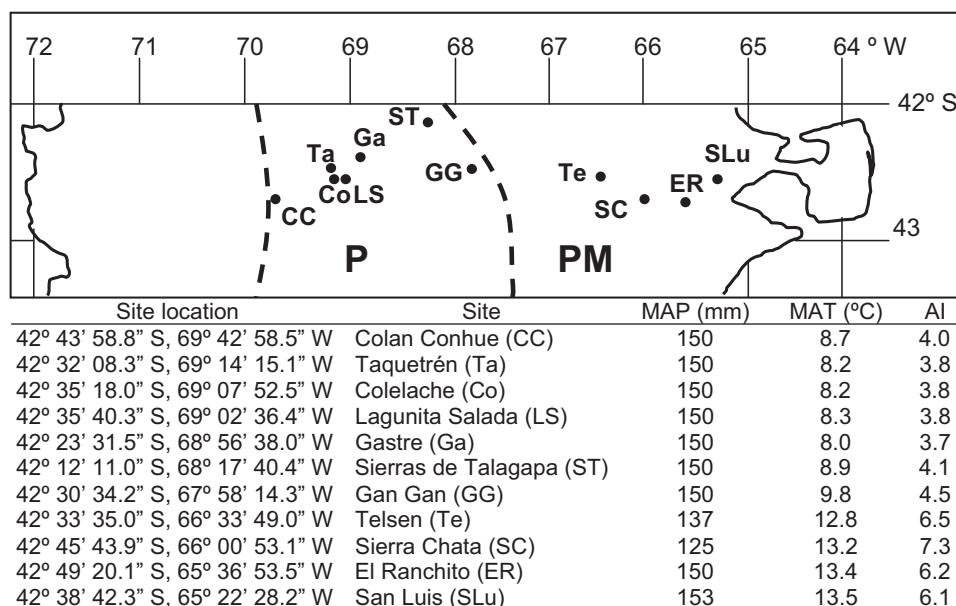 72 71 70 69 68 67 66 65 64 º W
42º S
ST
Ga
Ta
SLu
GG
Te
ER
Co LS
SC
CC
43
P PM
Site location Site MAP (mm) MAT (ºC) AI
42º 43’ 58.8” S, 69º 42’ 58.5” W Colan Conhue (CC) 150 8.7 4.0
42º 32’ 08.3” S, 69º 14’ 15.1” W Taquetrén (Ta) 150 8.2 3.8
42º 35’ 18.0” S, 69º 07’ 52.5” W Colelache (Co) 150 8.2 3.8
42º 35’ 40.3” S, 69º 02’ 36.4” W Lagunita Salada (LS) 150 8.3 3.8
42º 23’ 31.5” S, 68º 56’ 38.0” W Gastre (Ga) 150 8.0 3.7
42º 12’ 11.0” S, 68º 17’ 40.4” W Sierras de Talagapa (ST) 150 8.9 4.1
42º 30’ 34.2” S, 67º 58’ 14.3” W Gan Gan (GG) 150 9.8 4.5
42º 33’ 35.0” S, 66º 33’ 49.0” W Telsen (Te) 137 12.8 6.5
42º 45’ 43.9” S, 66º 00’ 53.1” W Sierra Chata (SC) 125 13.2 7.3
42º 49’ 20.1” S, 65º 36’ 53.5” W El Ranchito (ER) 150 13.4 6.2
42º 38’ 42.3” S, 65º 22’ 28.2” W San Luis (SLu) 153 13.5 6.1